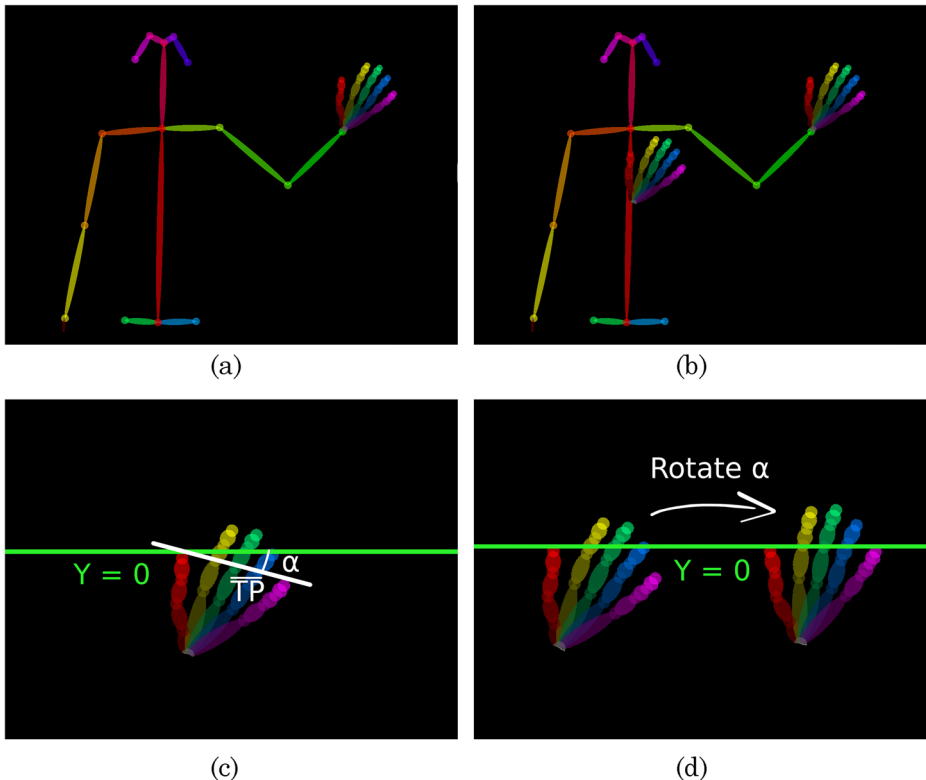 (a)
(b)
Y = 0
TP
α
(c)
Rotate α
Y = 0
(d)